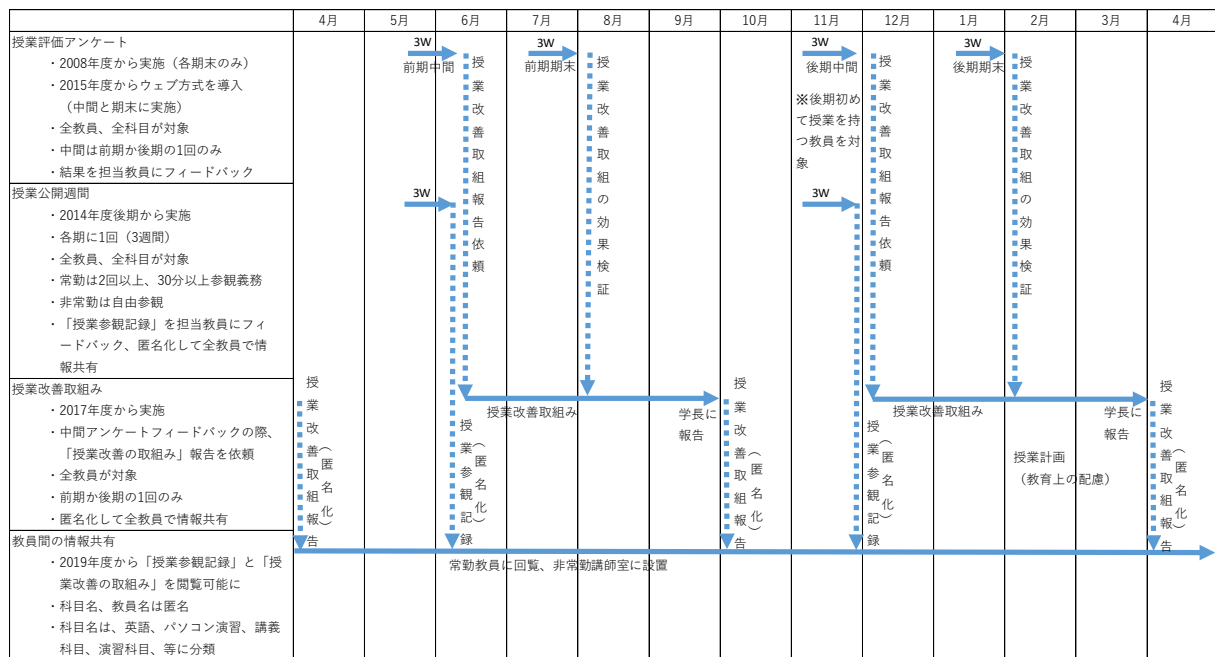 4月 5月 6月 7月 8月 9月 10月 11月 12月 1月 2月 3月 4月
授業評価アンケート
・2008年度から実施（各期末のみ）
・2015年度からウェブ方式を導入
（中間と期末に実施）
・全教員、全科目が対象
・中間は前期か後期の1回のみ
・結果を担当教員にフィードバック
3W
前期中間
授業改善取組報告依頼
3W
前期期末
授業改善取組の効果検証
3W
後期中間
※後期初め
て授業を持
つ教員を対
象
授業改善取組報告依頼
3W
後期期末
授業改善取組の効果検証
授業公開週間
・2014年度後期から実施
・各期に1回（3週間）
・全教員、全科目が対象
・常勤は2回以上、30分以上参観義務
・非常勤は自由参観
・「授業参観記録」を担当教員にフィ
ードバック、匿名化して全教員で情
報共有
3W
3W
授業改善取組み
・2017年度から実施
・中間アンケートフィードバックの際、
「授業改善の取組み」報告を依頼
・全教員が対象
・前期か後期の1回のみ
・匿名化して全教員で情報共有
授業改善取組報告
（匿名化）
授業改善取組み
学長に
報告
授業参観記録
（匿名化）
授業改善取組報告
（匿名化）
授業改善取組み
学長に
報告
授業参観記録
（匿名化）
授業計画
（教育上の配慮）
授業改善取組報告
（匿名化）
教員間の情報共有
・2019年度から「授業参観記録」と「授
業改善の取組み」を閲覧可能に
・科目名、教員名は匿名
・科目名は、英語、パソコン演習、講義
科目、演習科目、等に分類
常勤教員に回覧、非常勤講師室に設置